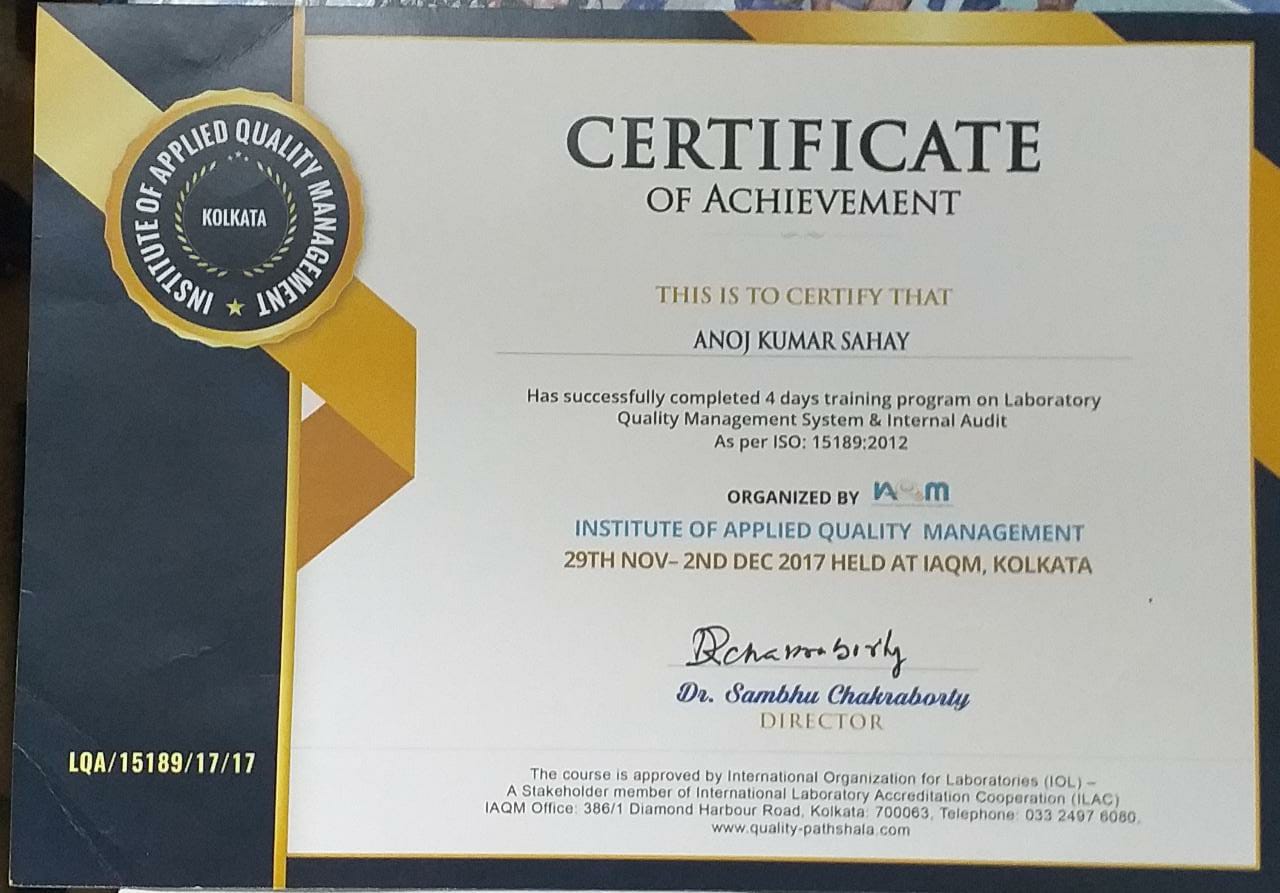 INSTITUTE OF APPLIED QUALITY MANAGEMENT
KOLKATA
CERTIFICATE
OF ACHIEVEMENT
THIS IS TO CERTIFY THAT
ANOJ KUMAR SAHAY
Has successfully completed 4 days training program on Laboratory
Quality Management System & Internal Audit
As per ISO: 15189:2012
ORGANIZED BY IAQM
INSTITUTE OF APPLIED QUALITY MANAGEMENT
29TH NOV– 2ND DEC 2017 HELD AT IAQM, KOLKATA
Dr. Sambhu Chakraborty
DIRECTOR
LQA/15189/17/17
The course is approved by International Organization for Laboratories (IOL) –
A Stakeholder member of International Laboratory Accreditation Cooperation (ILAC)
IAQM Office: 386/1 Diamond Harbour Road, Kolkata: 700063, Telephone: 033 2497 6080,
www.quality-pathshala.com